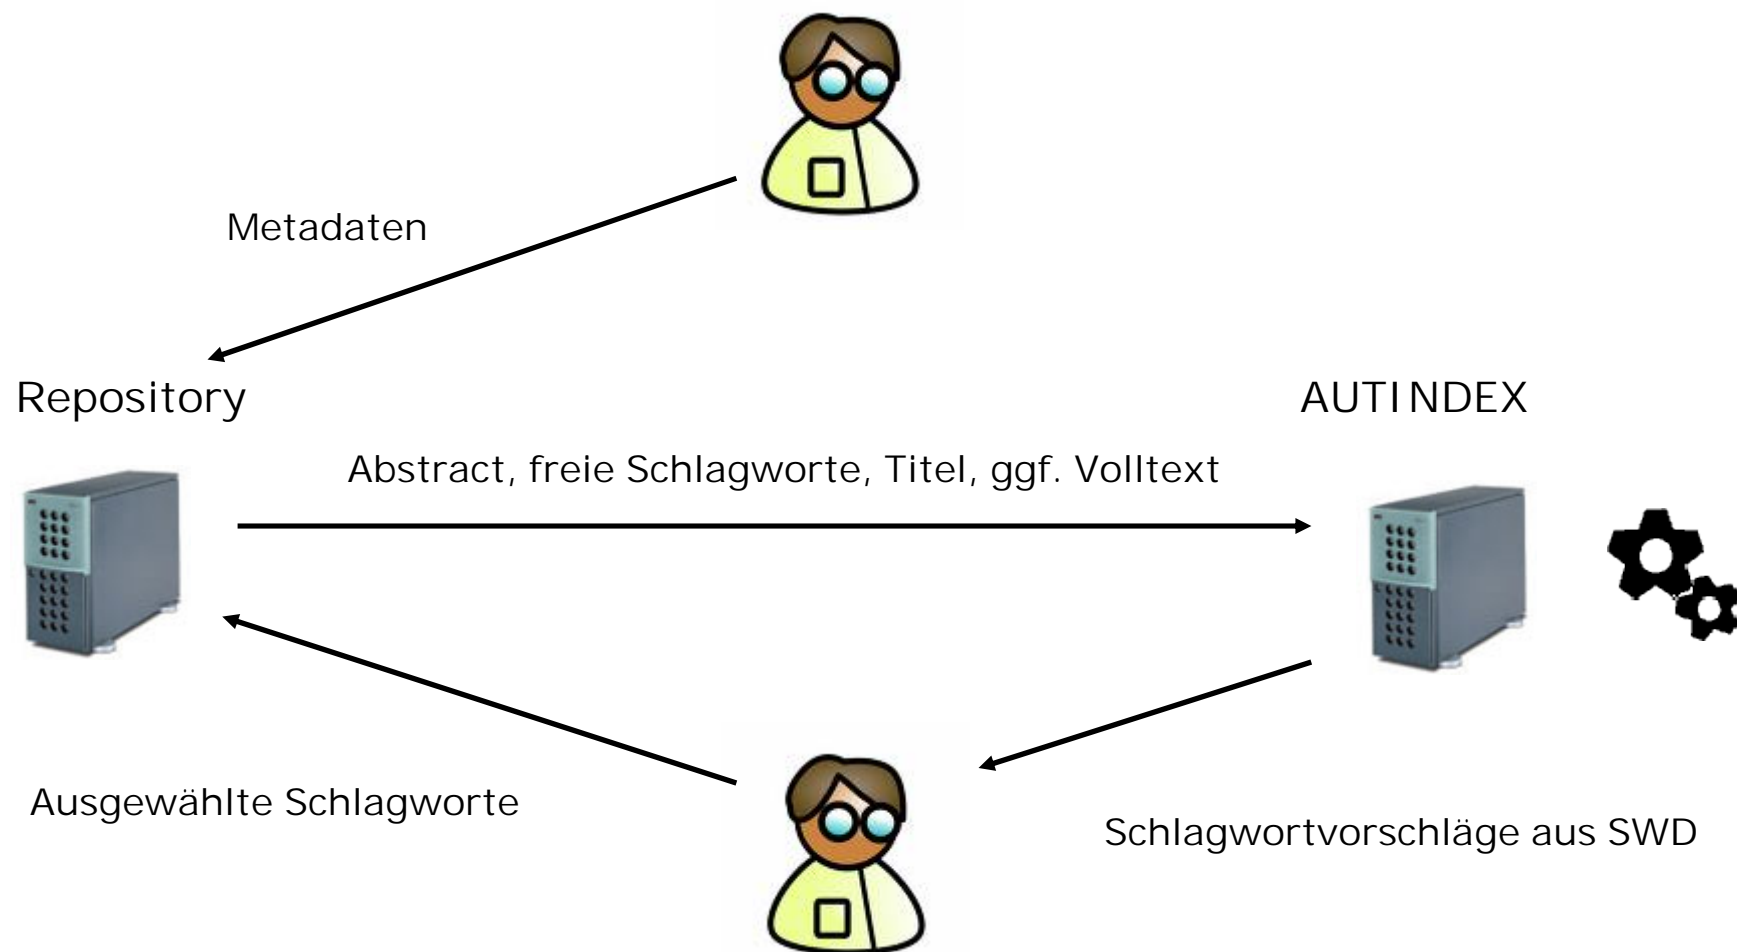 Metadaten
Repository
AUTINDEX
Abstract, freie Schlagworte, Titel, ggf. Volltext
Ausgewählte Schlagworte
Schlagwortvorschläge aus SWD